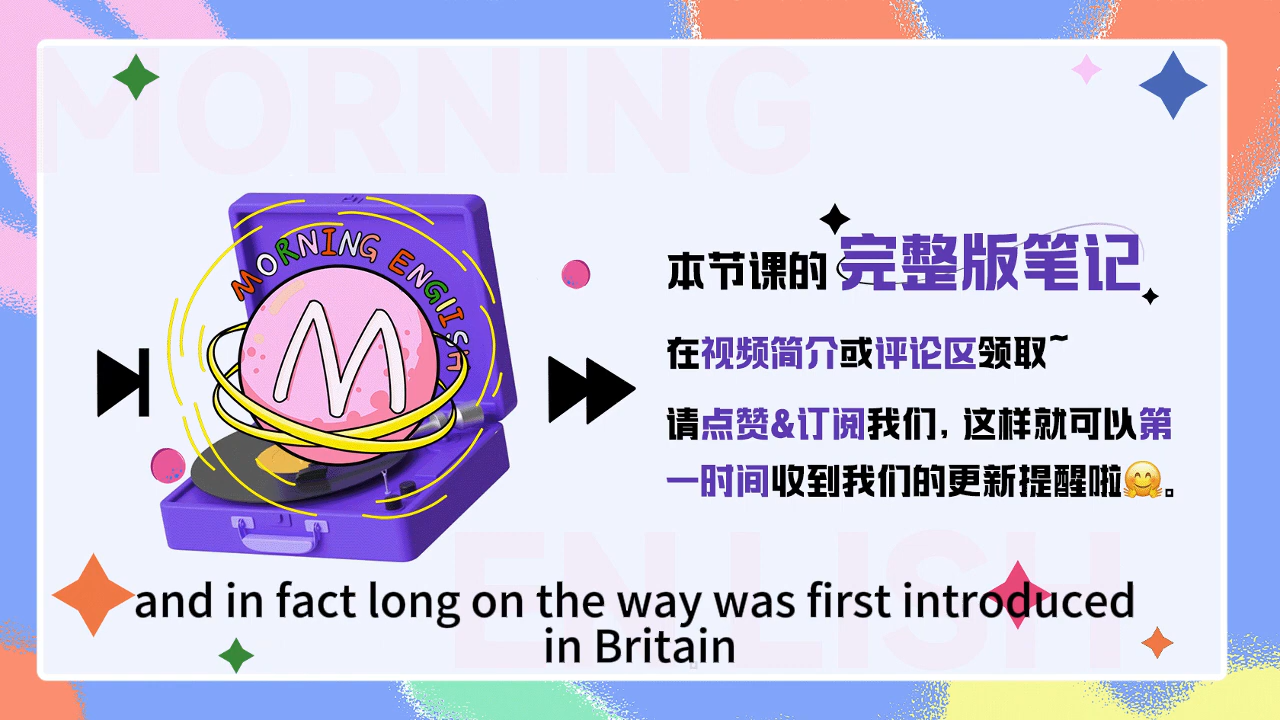 MORNING
MORNING ENGlISH
M
本节课的 完整版笔记
在视频简介或评论区领取~
请点赞&订阅我们, 这样就可以第
一时间收到我们的更新提醒啦🤗。
ENLISH
and in fact long on the way was first introduced
in Britain